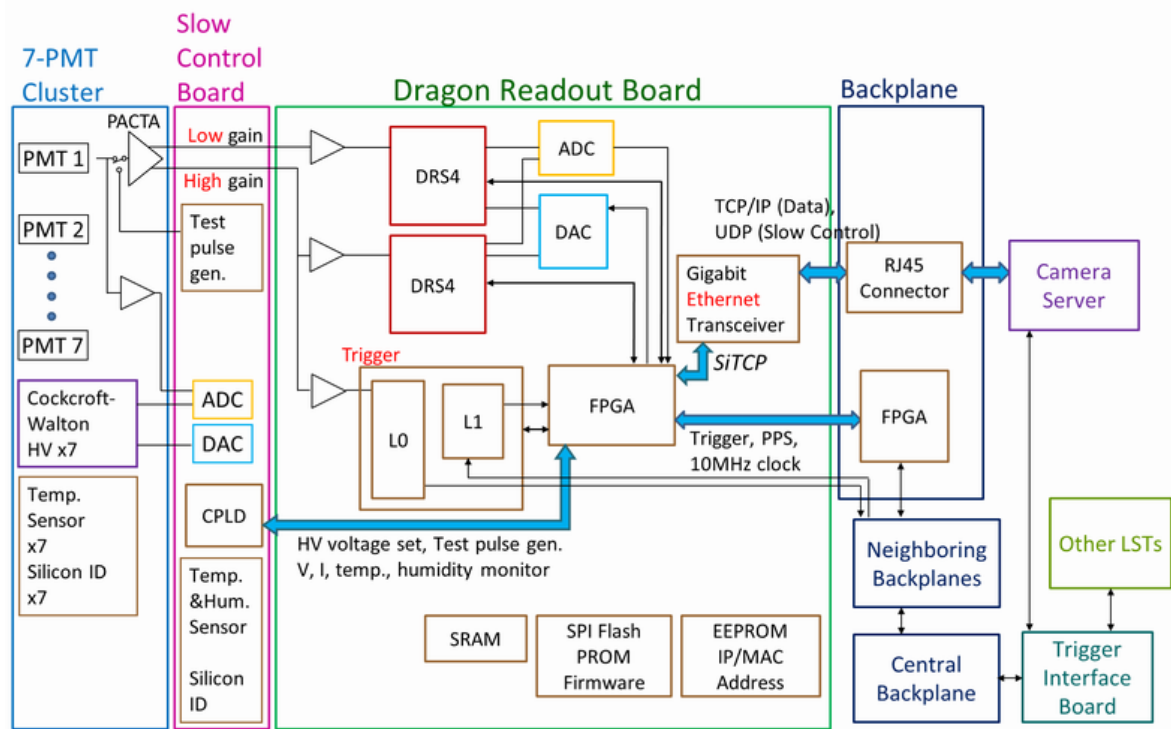 7-PMT
Cluster
PACTA
PMT 1
PMT 2
PMT 7
Cockcroft-
Walton
HV x7
Temp.
Sensor
x7
Silicon ID
x7
Slow
Control
Board
Low gain
High gain
Test
pulse
gen.
ADC
DAC
CPLD
Temp.
&Hum.
Sensor
Silicon
ID
Dragon Readout Board
DRS4
ADC
DAC
DRS4
Trigger
L0
L1
FPGA
Gigabit
Ethernet
Transceiver
SiTCP
TCP/IP (Data),
UDP (Slow Control)
Trigger, PPS,
10MHz clock
HV voltage set, Test pulse gen.
V, I, temp., humidity monitor
SRAM
SPI Flash
PROM
Firmware
EEPROM
IP/MAC
Address
Backplane
RJ45
Connector
FPGA
Neighboring
Backplanes
Central
Backplane
Camera
Server
Other LSTs
Trigger
Interface
Board